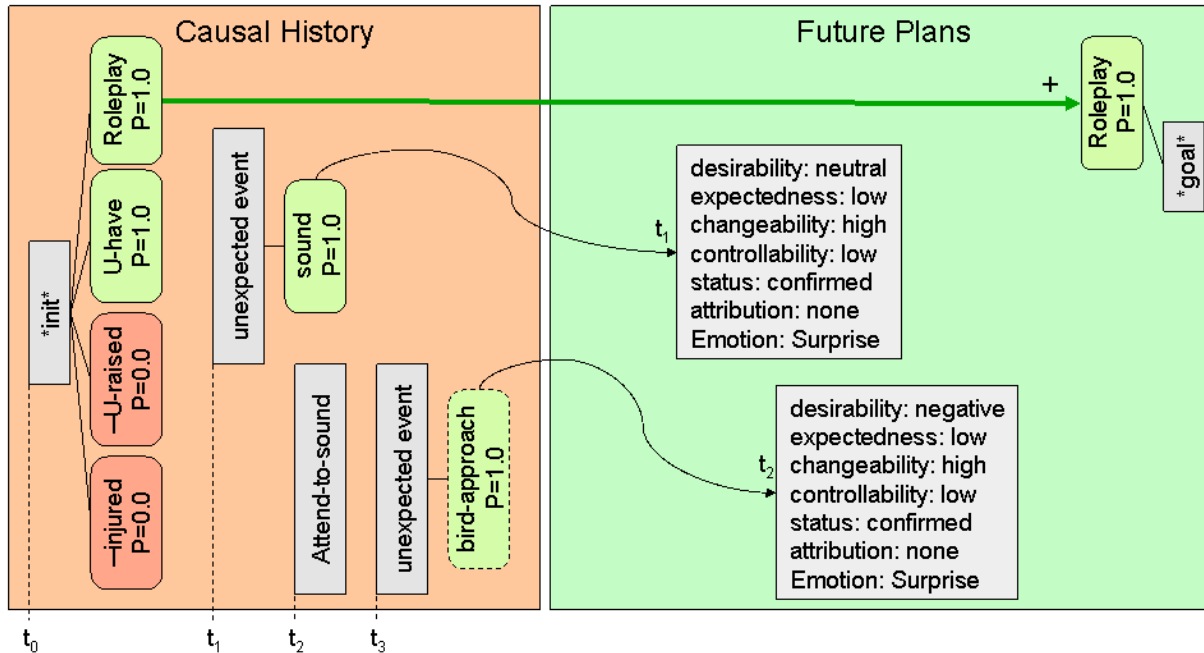 Causal History
Future Plans
Roleplay
P=1.0
U-have
P=1.0
*init*
¬U-raised
P=0.0
¬injured
P=0.0
unexpected event
sound
P=1.0
Attend-to-sound
unexpected event
bird-approach
P=1.0
+
Roleplay
P=1.0
*goal*
t1
desirability: neutral
expectedness: low
changeability: high
controllability: low
status: confirmed
attribution: none
Emotion: Surprise
t2
desirability: negative
expectedness: low
changeability: high
controllability: low
status: confirmed
attribution: none
Emotion: Surprise
t0
t1
t2
t3